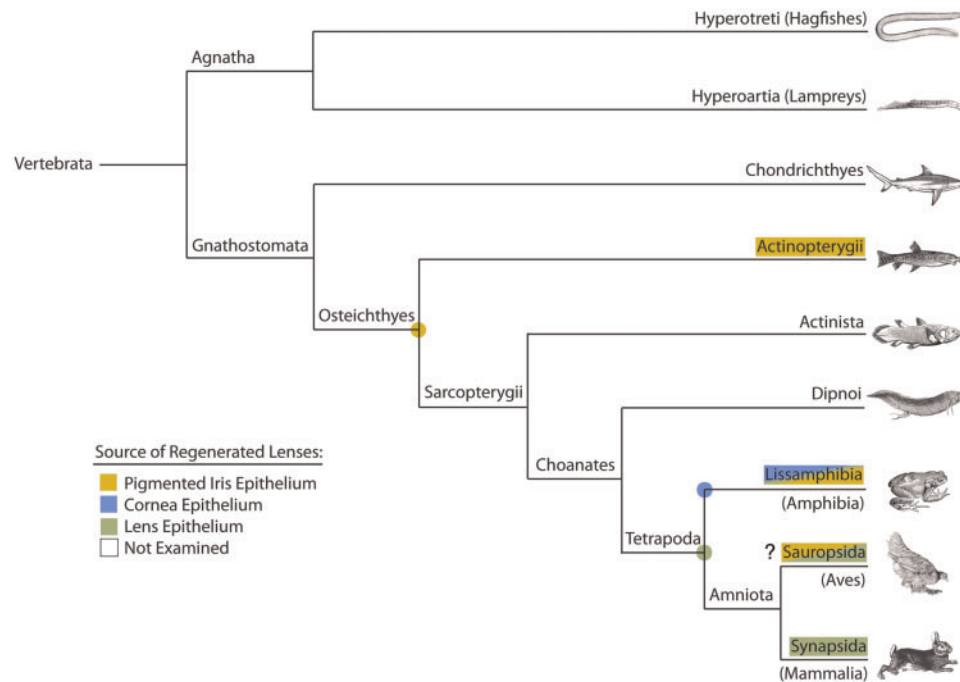 Hyperotreti (Hagfishes)
Agnatha
Hyperoartia (Lampreys)
Vertebrata
Chondrichthyes
Gnathostomata
Actinopterygii
Osteichthyes
Actinista
Sarcopterygii
Dipnoi
Source of Regenerated Lenses:
Pigmented Iris Epithelium
Cornea Epithelium
Lens Epithelium
Not Examined
Choanates
Lissamphibia
(Amphibia)
Tetrapoda
? Sauropsida
(Aves)
Amniota
Synapsida
(Mammalia)